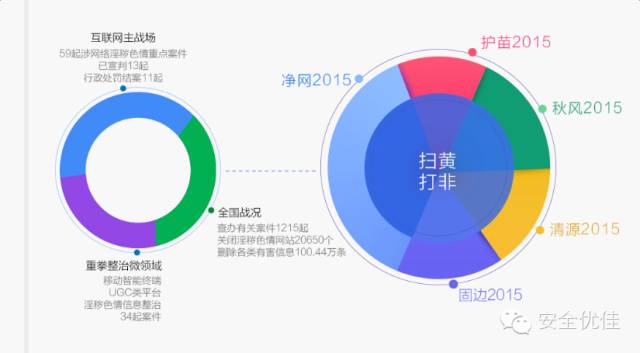 互联网主战场
59起涉网络淫秽色情重点案件
已宣判13起
行政处罚结案11起
全国战况
查办有关案件1215起
关闭淫秽色情网站20650个
删除各类有害信息100.44万条
重拳整治微领域
移动智能终端
UGC类平台
淫秽色情信息整治
34起案件
净网2015
护苗2015
秋风2015
清源2015
固边2015
扫黄
打非
安全优佳